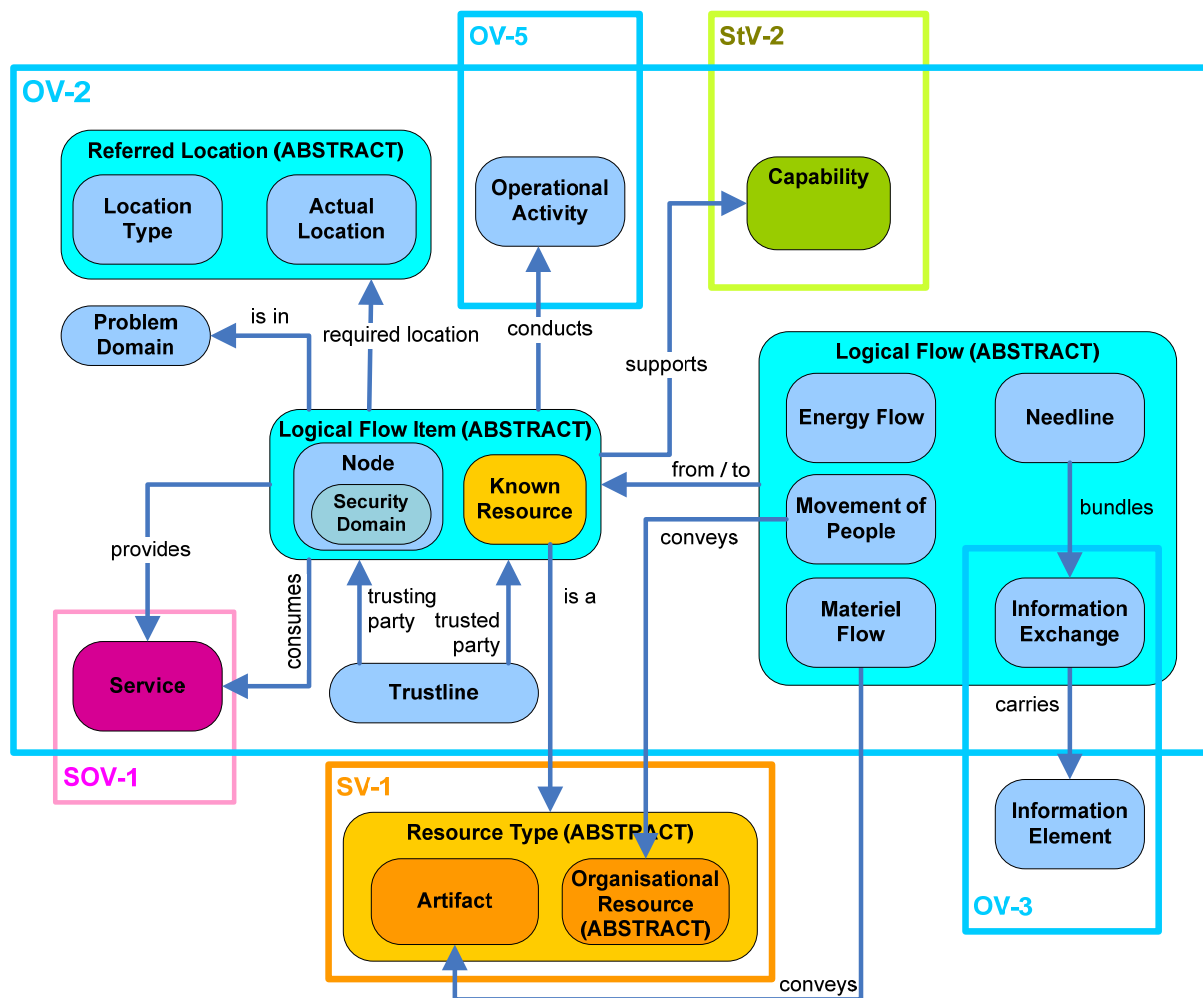 OV-5
StV-2
OV-2
Referred Location (ABSTRACT)
Location
Type
Actual
Location
Operational
Activity
Capability
Problem
Domain
is in
required location
conducts
supports
Logical Flow (ABSTRACT)
Energy Flow
Needline
Logical Flow Item (ABSTRACT)
Node
Security
Domain
Known
Resource
from / to
Movement of
People
bundles
conveys
provides
consumes
trusting
party
trusted
party
is a
Materiel
Flow
Information
Exchange
Service
Trustline
carries
SOV-1
SV-1
Resource Type (ABSTRACT)
Information
Element
Artifact
Organisational
Resource
(ABSTRACT)
OV-3
conveys